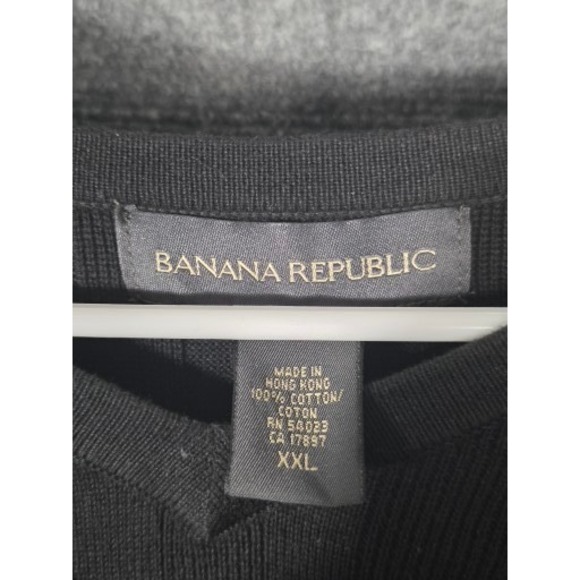 BANANA REPUBLIC
MADE IN
HONG KONG
100% COTTON/
COTON
RN 54023
CA 17897
XXL